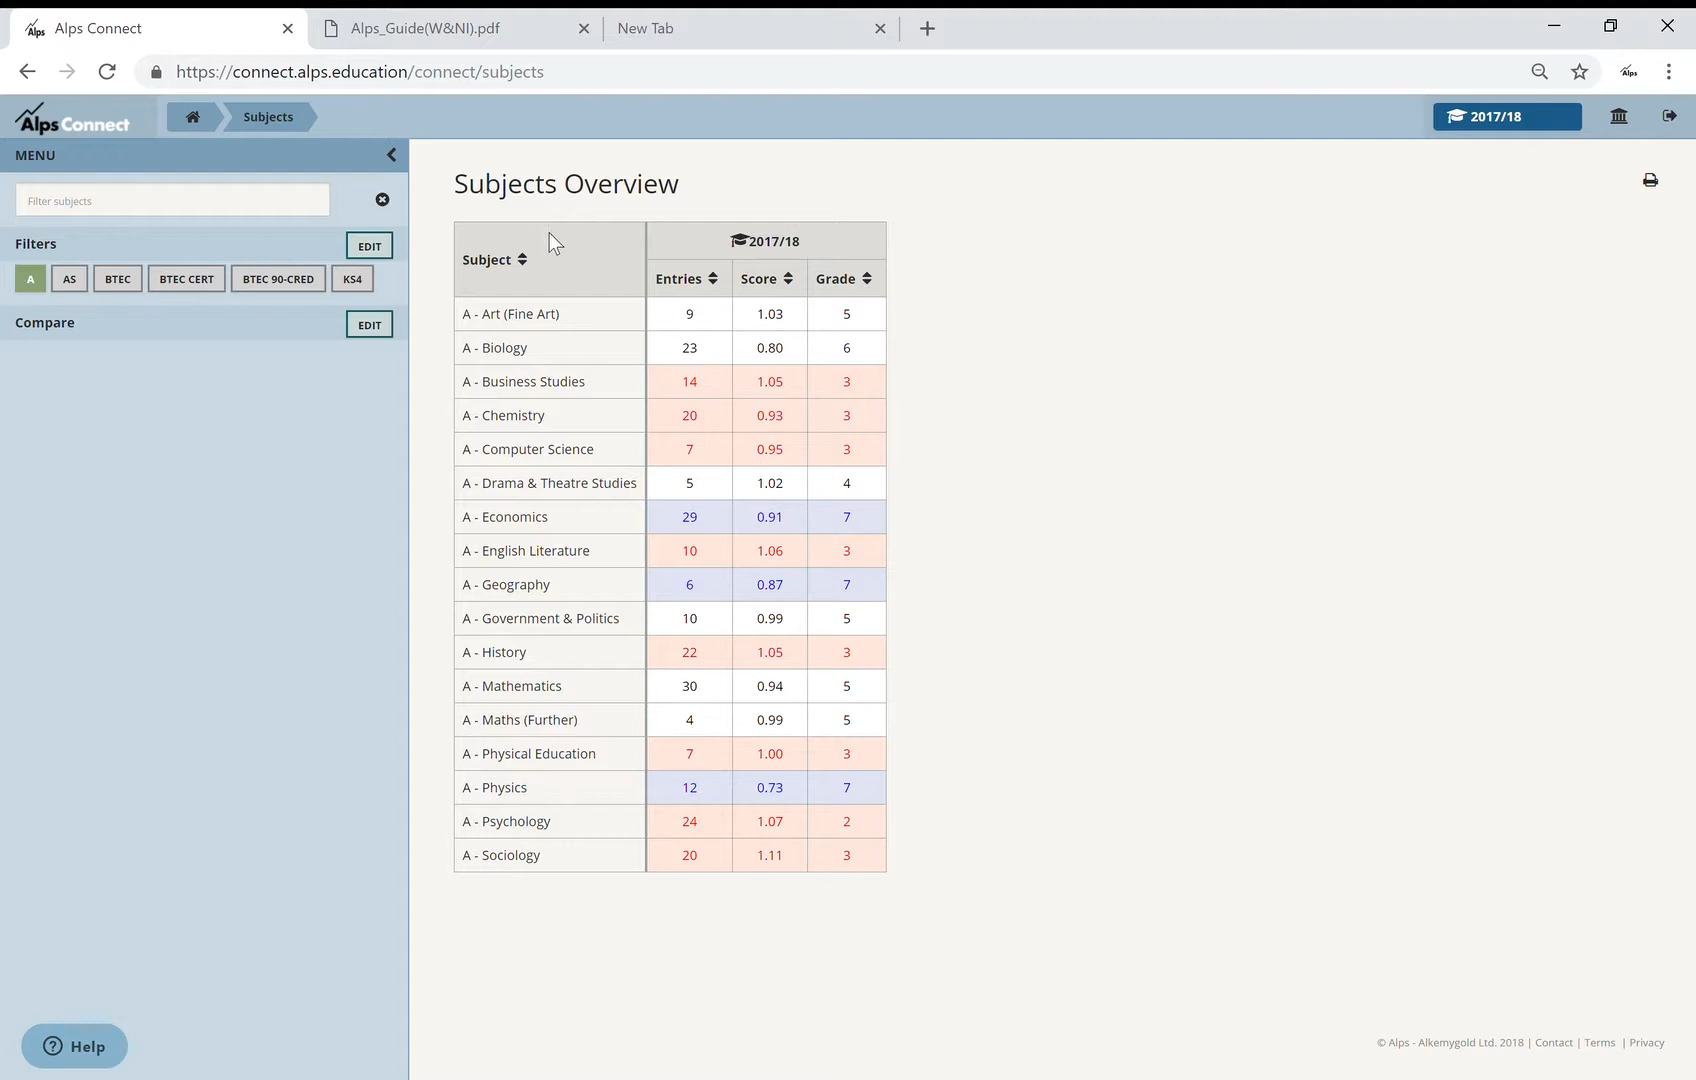 Alps Alps Connect
Alps_Guide(W&NI).pdf
New Tab
https://connect.alps.education/connect/subjects
Alps
Alps Connect
Subjects
2017/18
MENU
Filter subjects
Filters
EDIT
A
AS
BTEC
BTEC CERT
BTEC 90-CRED
KS4
Compare
EDIT
Subjects Overview
Subject
2017/18
Entries Score Grade
A - Art (Fine Art) 9 1.03 5
A - Biology 23 0.80 6
A - Business Studies 14 1.05 3
A - Chemistry 20 0.93 3
A - Computer Science 7 0.95 3
A - Drama & Theatre Studies 5 1.02 4
A - Economics 29 0.91 7
A - English Literature 10 1.06 3
A - Geography 6 0.87 7
A - Government & Politics 10 0.99 5
A - History 22 1.05 3
A - Mathematics 30 0.94 5
A - Maths (Further) 4 0.99 5
A - Physical Education 7 1.00 3
A - Physics 12 0.73 7
A - Psychology 24 1.07 2
A - Sociology 20 1.11 3
? Help
© Alps - Alkemygold Ltd. 2018 | Contact | Terms | Privacy